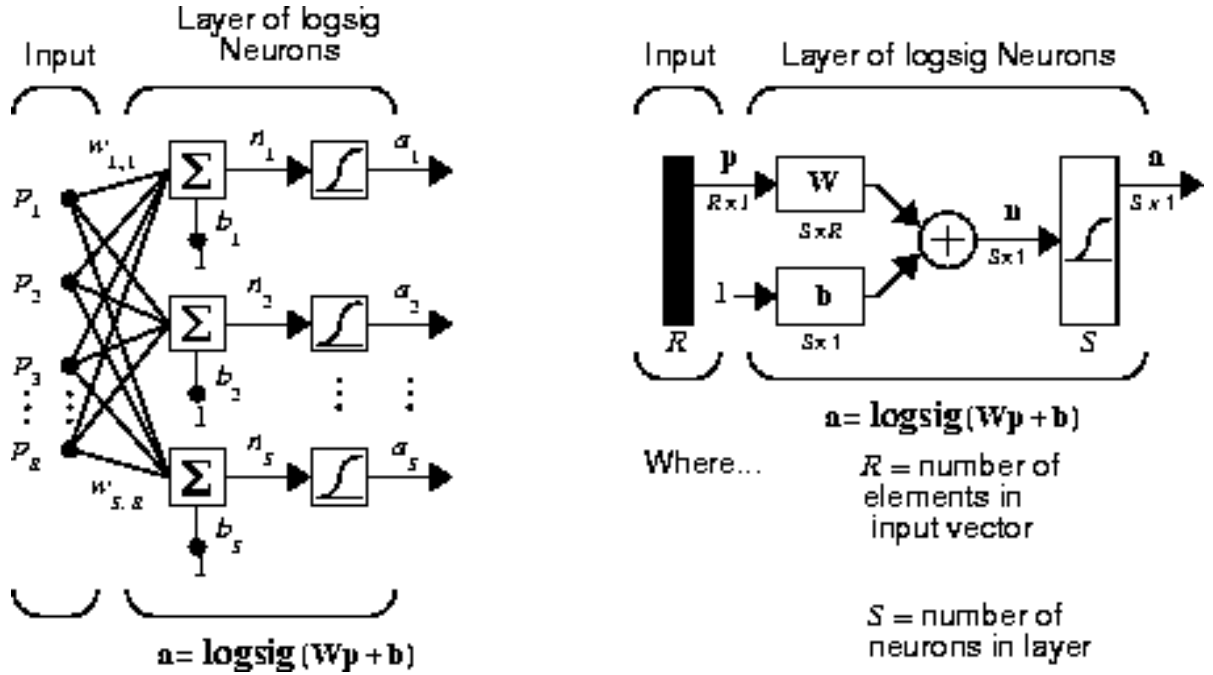 Layer of logsig
Input Neurons
w1,1
n1 a1
p1
b1
1
p2
n2 a2
p3
b2
1
pR
nS aS
wS,R
bS
1
Σ
Σ
Σ
a = logsig(Wp + b)
Input Layer of logsig Neurons
p W a
R x 1 S x R n S x 1
+ S x 1
1 b
R S x 1 S
a = logsig(Wp + b)
Where... R = number of
elements in
input vector
S = number of
neurons in layer